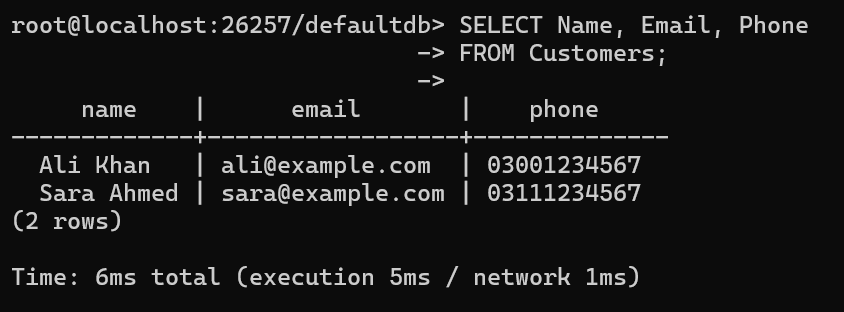 root@localhost:26257/defaultdb> SELECT Name, Email, Phone
                             -> FROM Customers;
                             ->
     name    |      email       |    phone
-------------+------------------+--------------
  Ali Khan   | ali@example.com  | 03001234567
  Sara Ahmed | sara@example.com | 03111234567
(2 rows)

Time: 6ms total (execution 5ms / network 1ms)